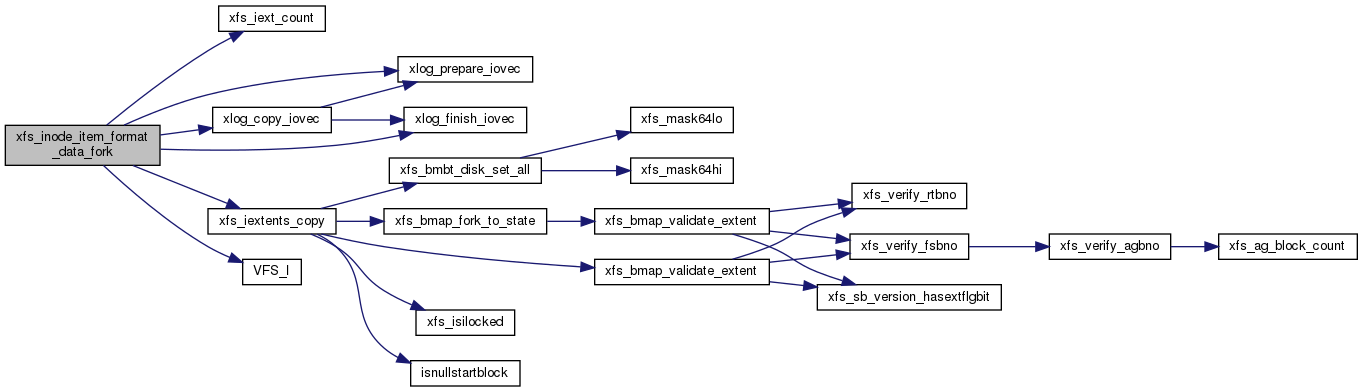 xfs_iext_count
xlog_prepare_iovec
xlog_copy_iovec
xlog_finish_iovec
xfs_inode_item_format
_data_fork
xfs_mask64lo
xfs_bmbt_disk_set_all
xfs_mask64hi
xfs_verify_rtbno
xfs_iextents_copy
xfs_bmap_fork_to_state
xfs_bmap_validate_extent
xfs_verify_fsbno
xfs_verify_agbno
xfs_ag_block_count
VFS_I
xfs_bmap_validate_extent
xfs_sb_version_hasextflgbit
xfs_isilocked
isnullstartblock